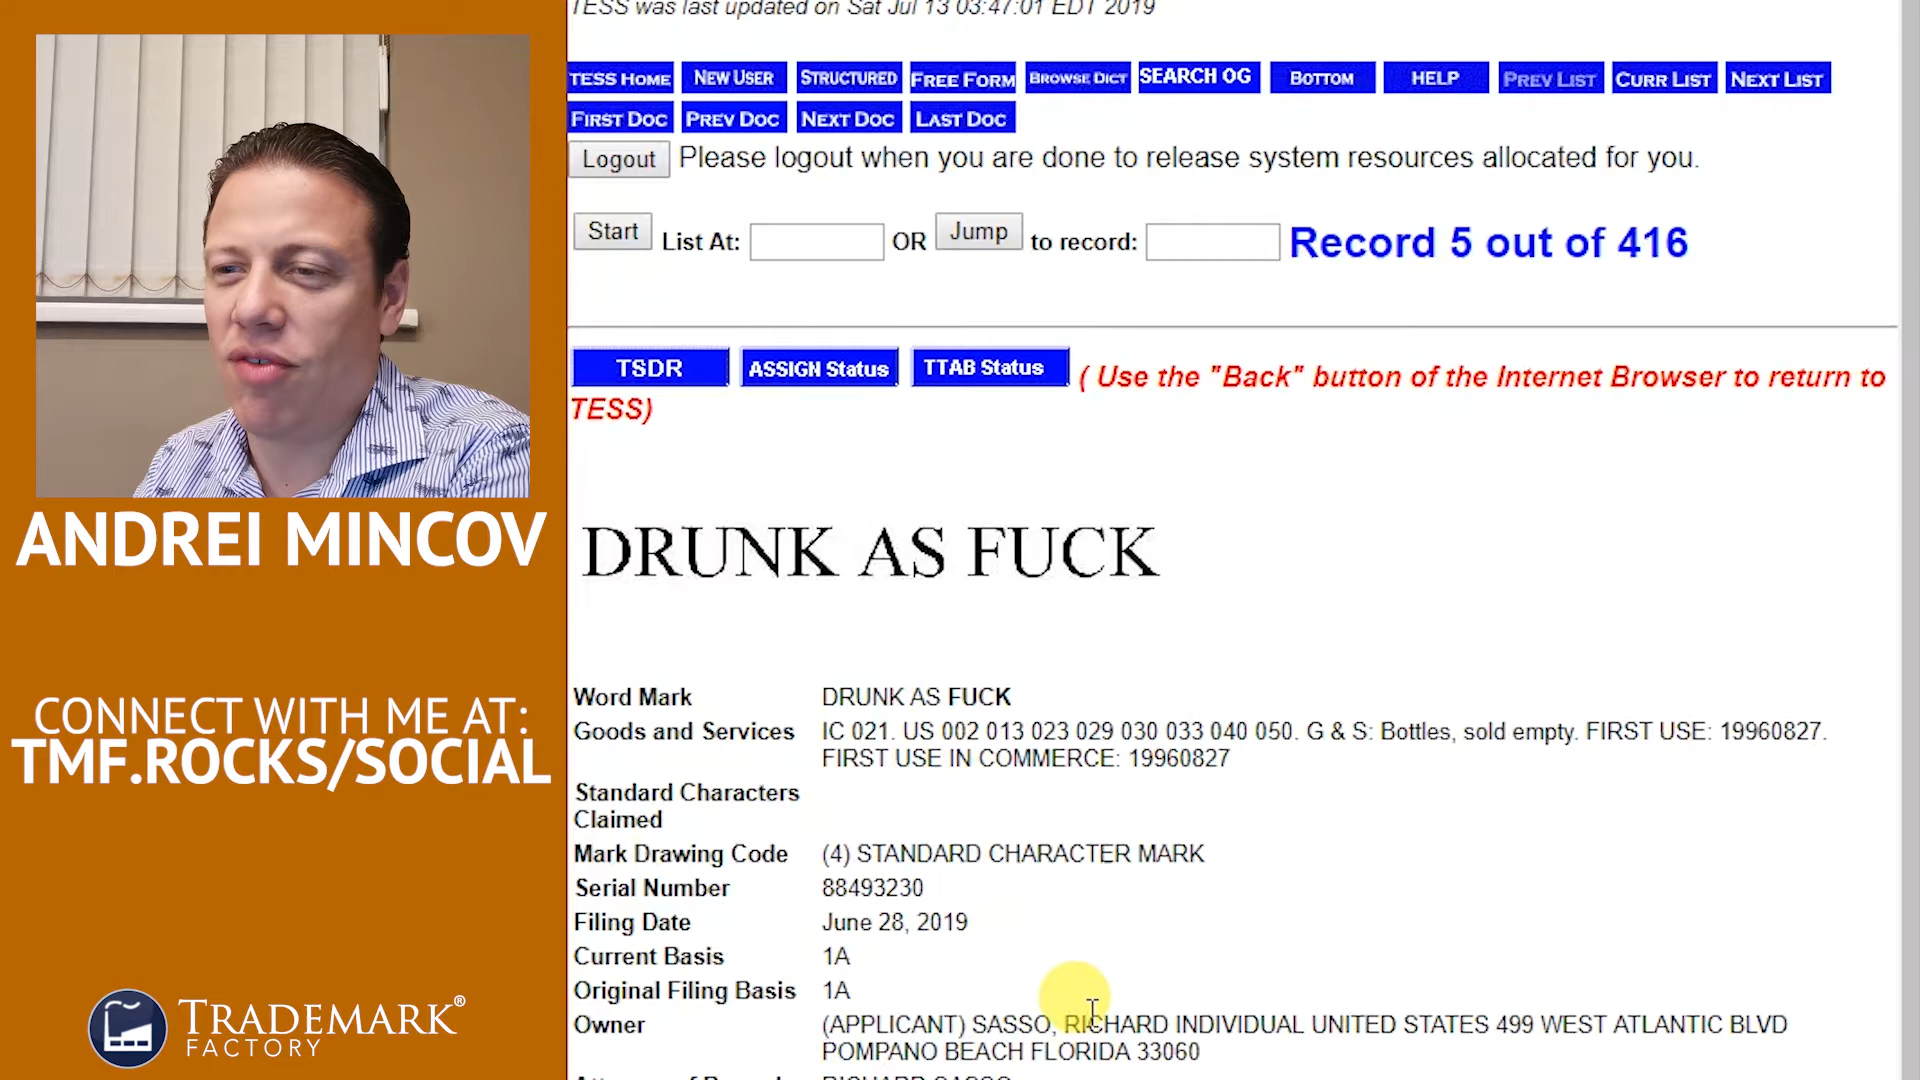 TESS was last updated on Sat Jul 13 03:47:01 EDT 2019
TESS HOME NEW USER STRUCTURED FREE FORM BROWSE DICT SEARCH OG BOTTOM HELP PREV LIST CURR LIST NEXT LIST
FIRST DOC PREV DOC NEXT DOC LAST DOC
Logout Please logout when you are done to release system resources allocated for you.
Start List At: OR Jump to record: Record 5 out of 416
TSDR ASSIGN Status TTAB Status ( Use the "Back" button of the Internet Browser to return to
TESS)
DRUNK AS FUCK
Word Mark DRUNK AS FUCK
Goods and Services IC 021. US 002 013 023 029 030 033 040 050. G & S: Bottles, sold empty. FIRST USE: 19960827.
FIRST USE IN COMMERCE: 19960827
Standard Characters
Claimed
Mark Drawing Code (4) STANDARD CHARACTER MARK
Serial Number 88493230
Filing Date June 28, 2019
Current Basis 1A
Original Filing Basis 1A
Owner (APPLICANT) SASSO, RICHARD INDIVIDUAL UNITED STATES 499 WEST ATLANTIC BLVD
POMPANO BEACH FLORIDA 33060
ANDREI MINCOV
CONNECT WITH ME AT:
TMF.ROCKS/SOCIAL
TRADEMARK®
FACTORY